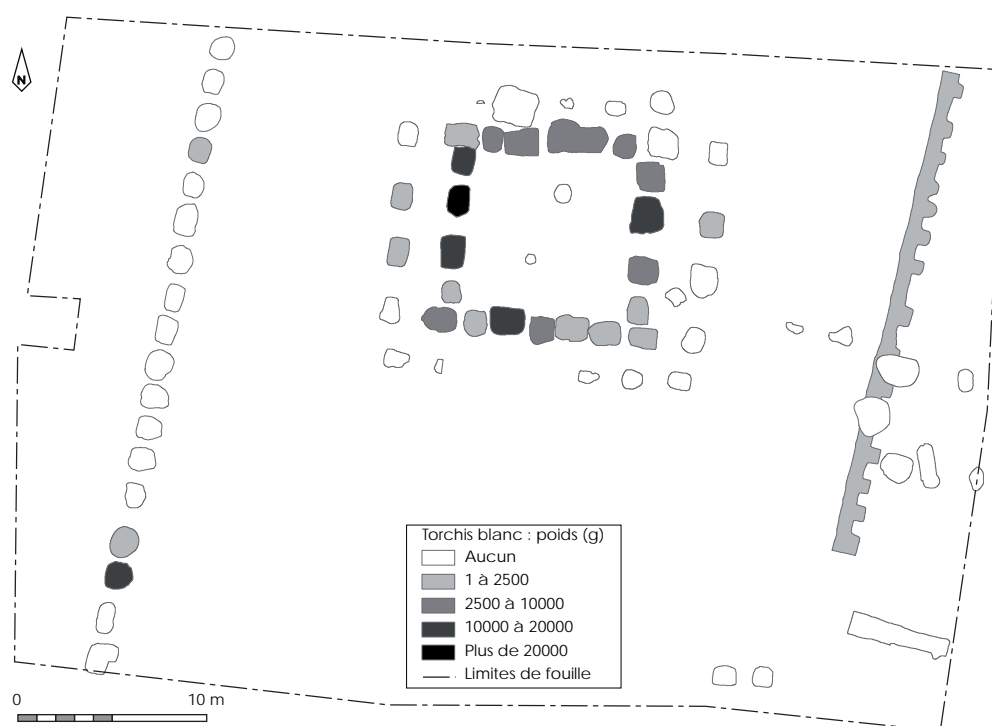 N
Torchis blanc : poids (g)
Aucun
1 à 2500
2500 à 10000
10000 à 20000
Plus de 20000
Limites de fouille
0 10 m